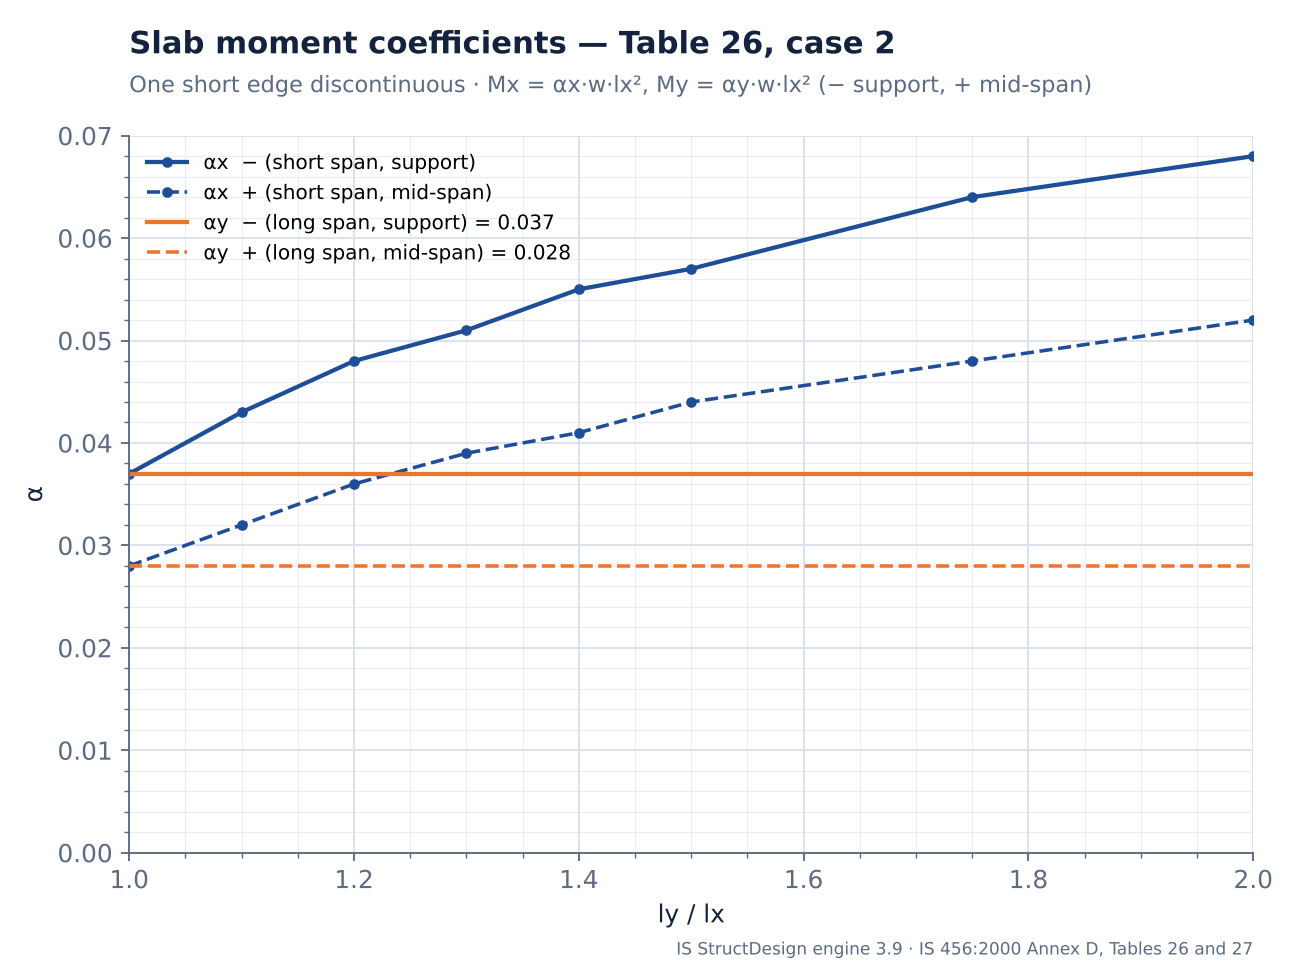 Slab moment coefficients — Table 26, case 2
One short edge discontinuous · Mx = αx·w·lx², My = αy·w·lx² (− support, + mid-span)
αx − (short span, support)
αx + (short span, mid-span)
αy − (long span, support) = 0.037
αy + (long span, mid-span) = 0.028
0.07
0.06
0.05
0.04
0.03
0.02
0.01
0.00
α
1.0 1.2 1.4 1.6 1.8 2.0
ly / lx
IS StructDesign engine 3.9 · IS 456:2000 Annex D, Tables 26 and 27